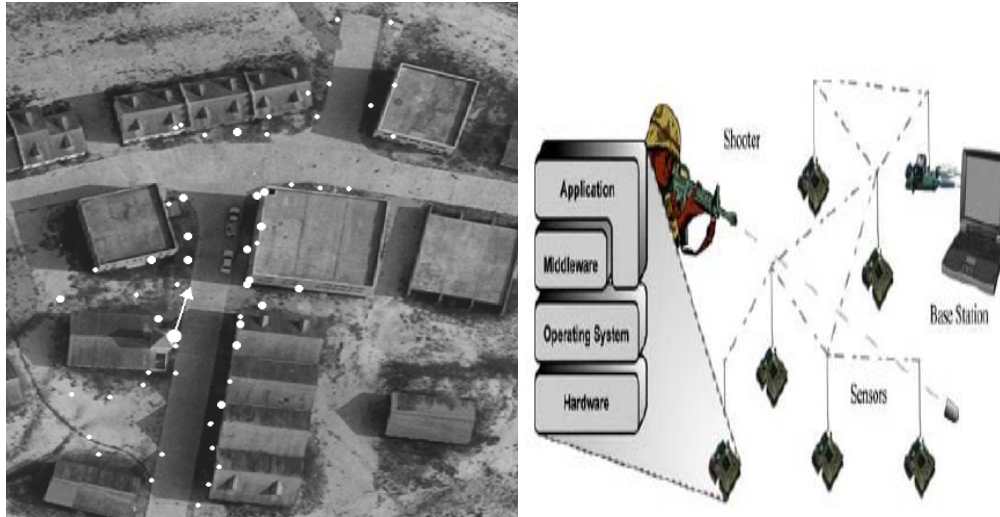 Shooter
Application
Middleware
Operating System
Hardware
Base Station
Sensors